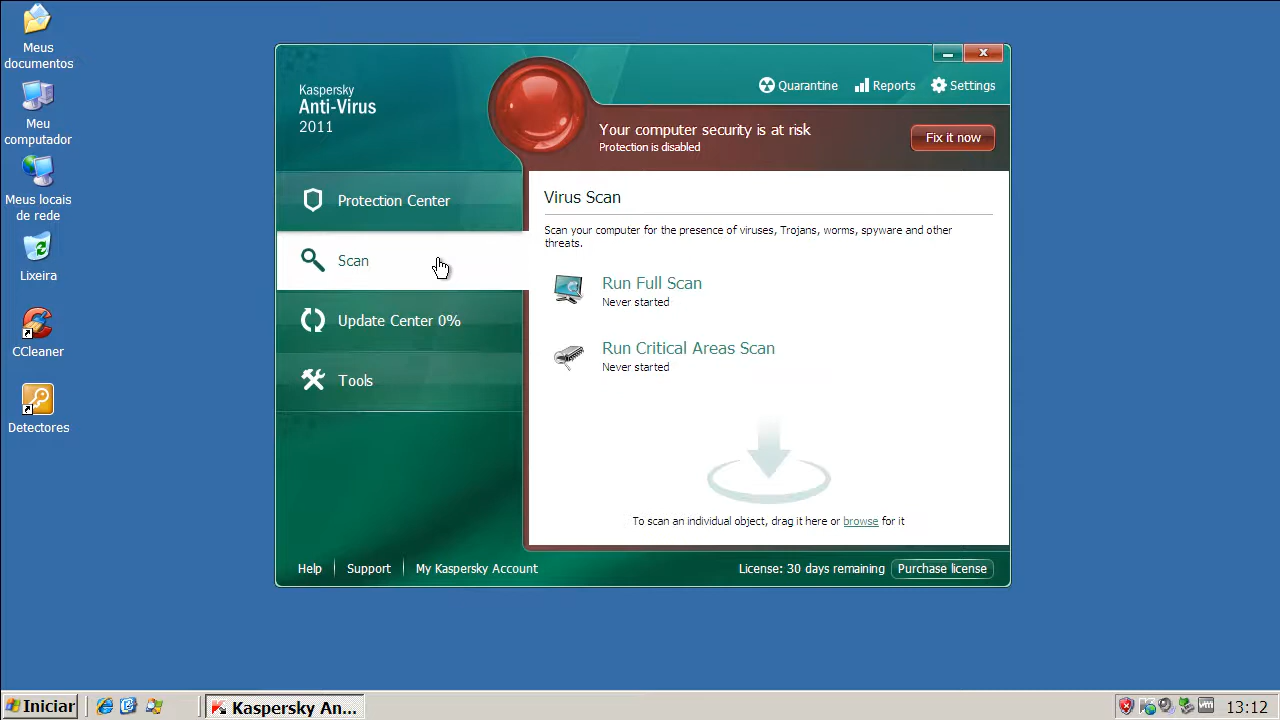 Meus
documentos
Meu
computador
Meus locais
de rede
Lixeira
CCleaner
Detectores
Kaspersky
Anti-Virus
2011
Quarantine
Reports
Settings
Your computer security is at risk
Protection is disabled
Fix it now
Protection Center
Scan
Update Center 0%
Tools
Virus Scan
Scan your computer for the presence of viruses, Trojans, worms, spyware and other
threats.
Run Full Scan
Never started
Run Critical Areas Scan
Never started
To scan an individual object, drag it here or browse for it
Help
Support
My Kaspersky Account
License: 30 days remaining
Purchase license
Iniciar
Kaspersky An...
13:12